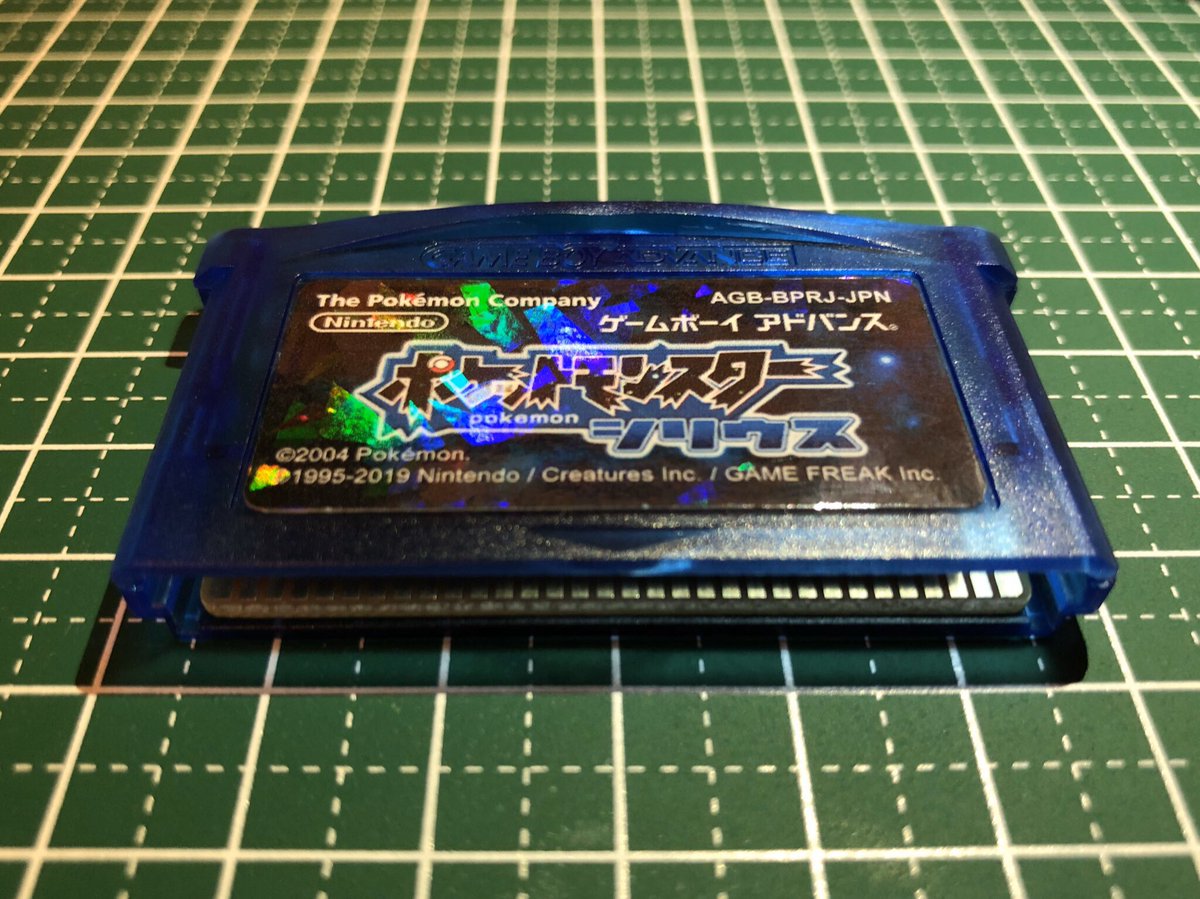 GAME BOY ADVANCE
The Pokémon Company
AGB-BPRJ-JPN
Nintendo
ゲームボーイ アドバンス®
ポケットモンスター
pokémon
シリウス
©2004 Pokémon.
©1995-2019 Nintendo / Creatures Inc. / GAME FREAK Inc.